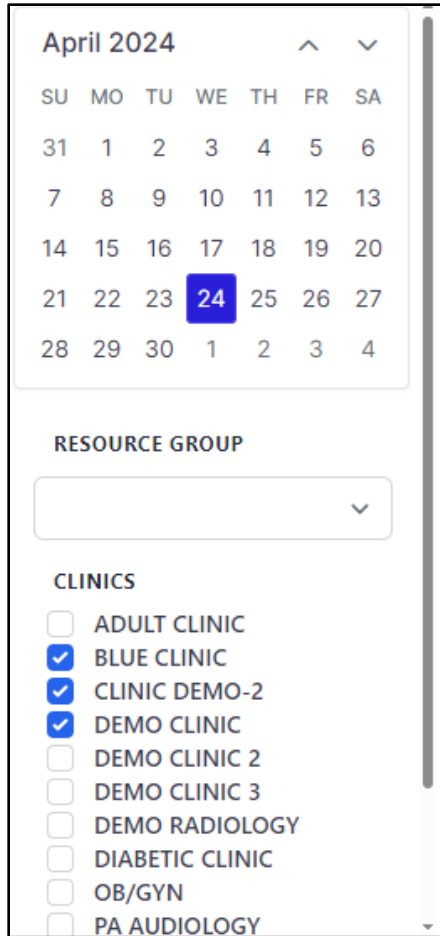 April 2024
SU MO TU WE TH FR SA
31 1 2 3 4 5 6
7 8 9 10 11 12 13
14 15 16 17 18 19 20
21 22 23 24 25 26 27
28 29 30 1 2 3 4
RESOURCE GROUP
CLINICS
ADULT CLINIC
BLUE CLINIC
CLINIC DEMO-2
DEMO CLINIC
DEMO CLINIC 2
DEMO CLINIC 3
DEMO RADIOLOGY
DIABETIC CLINIC
OB/GYN
PA AUDIOLOGY